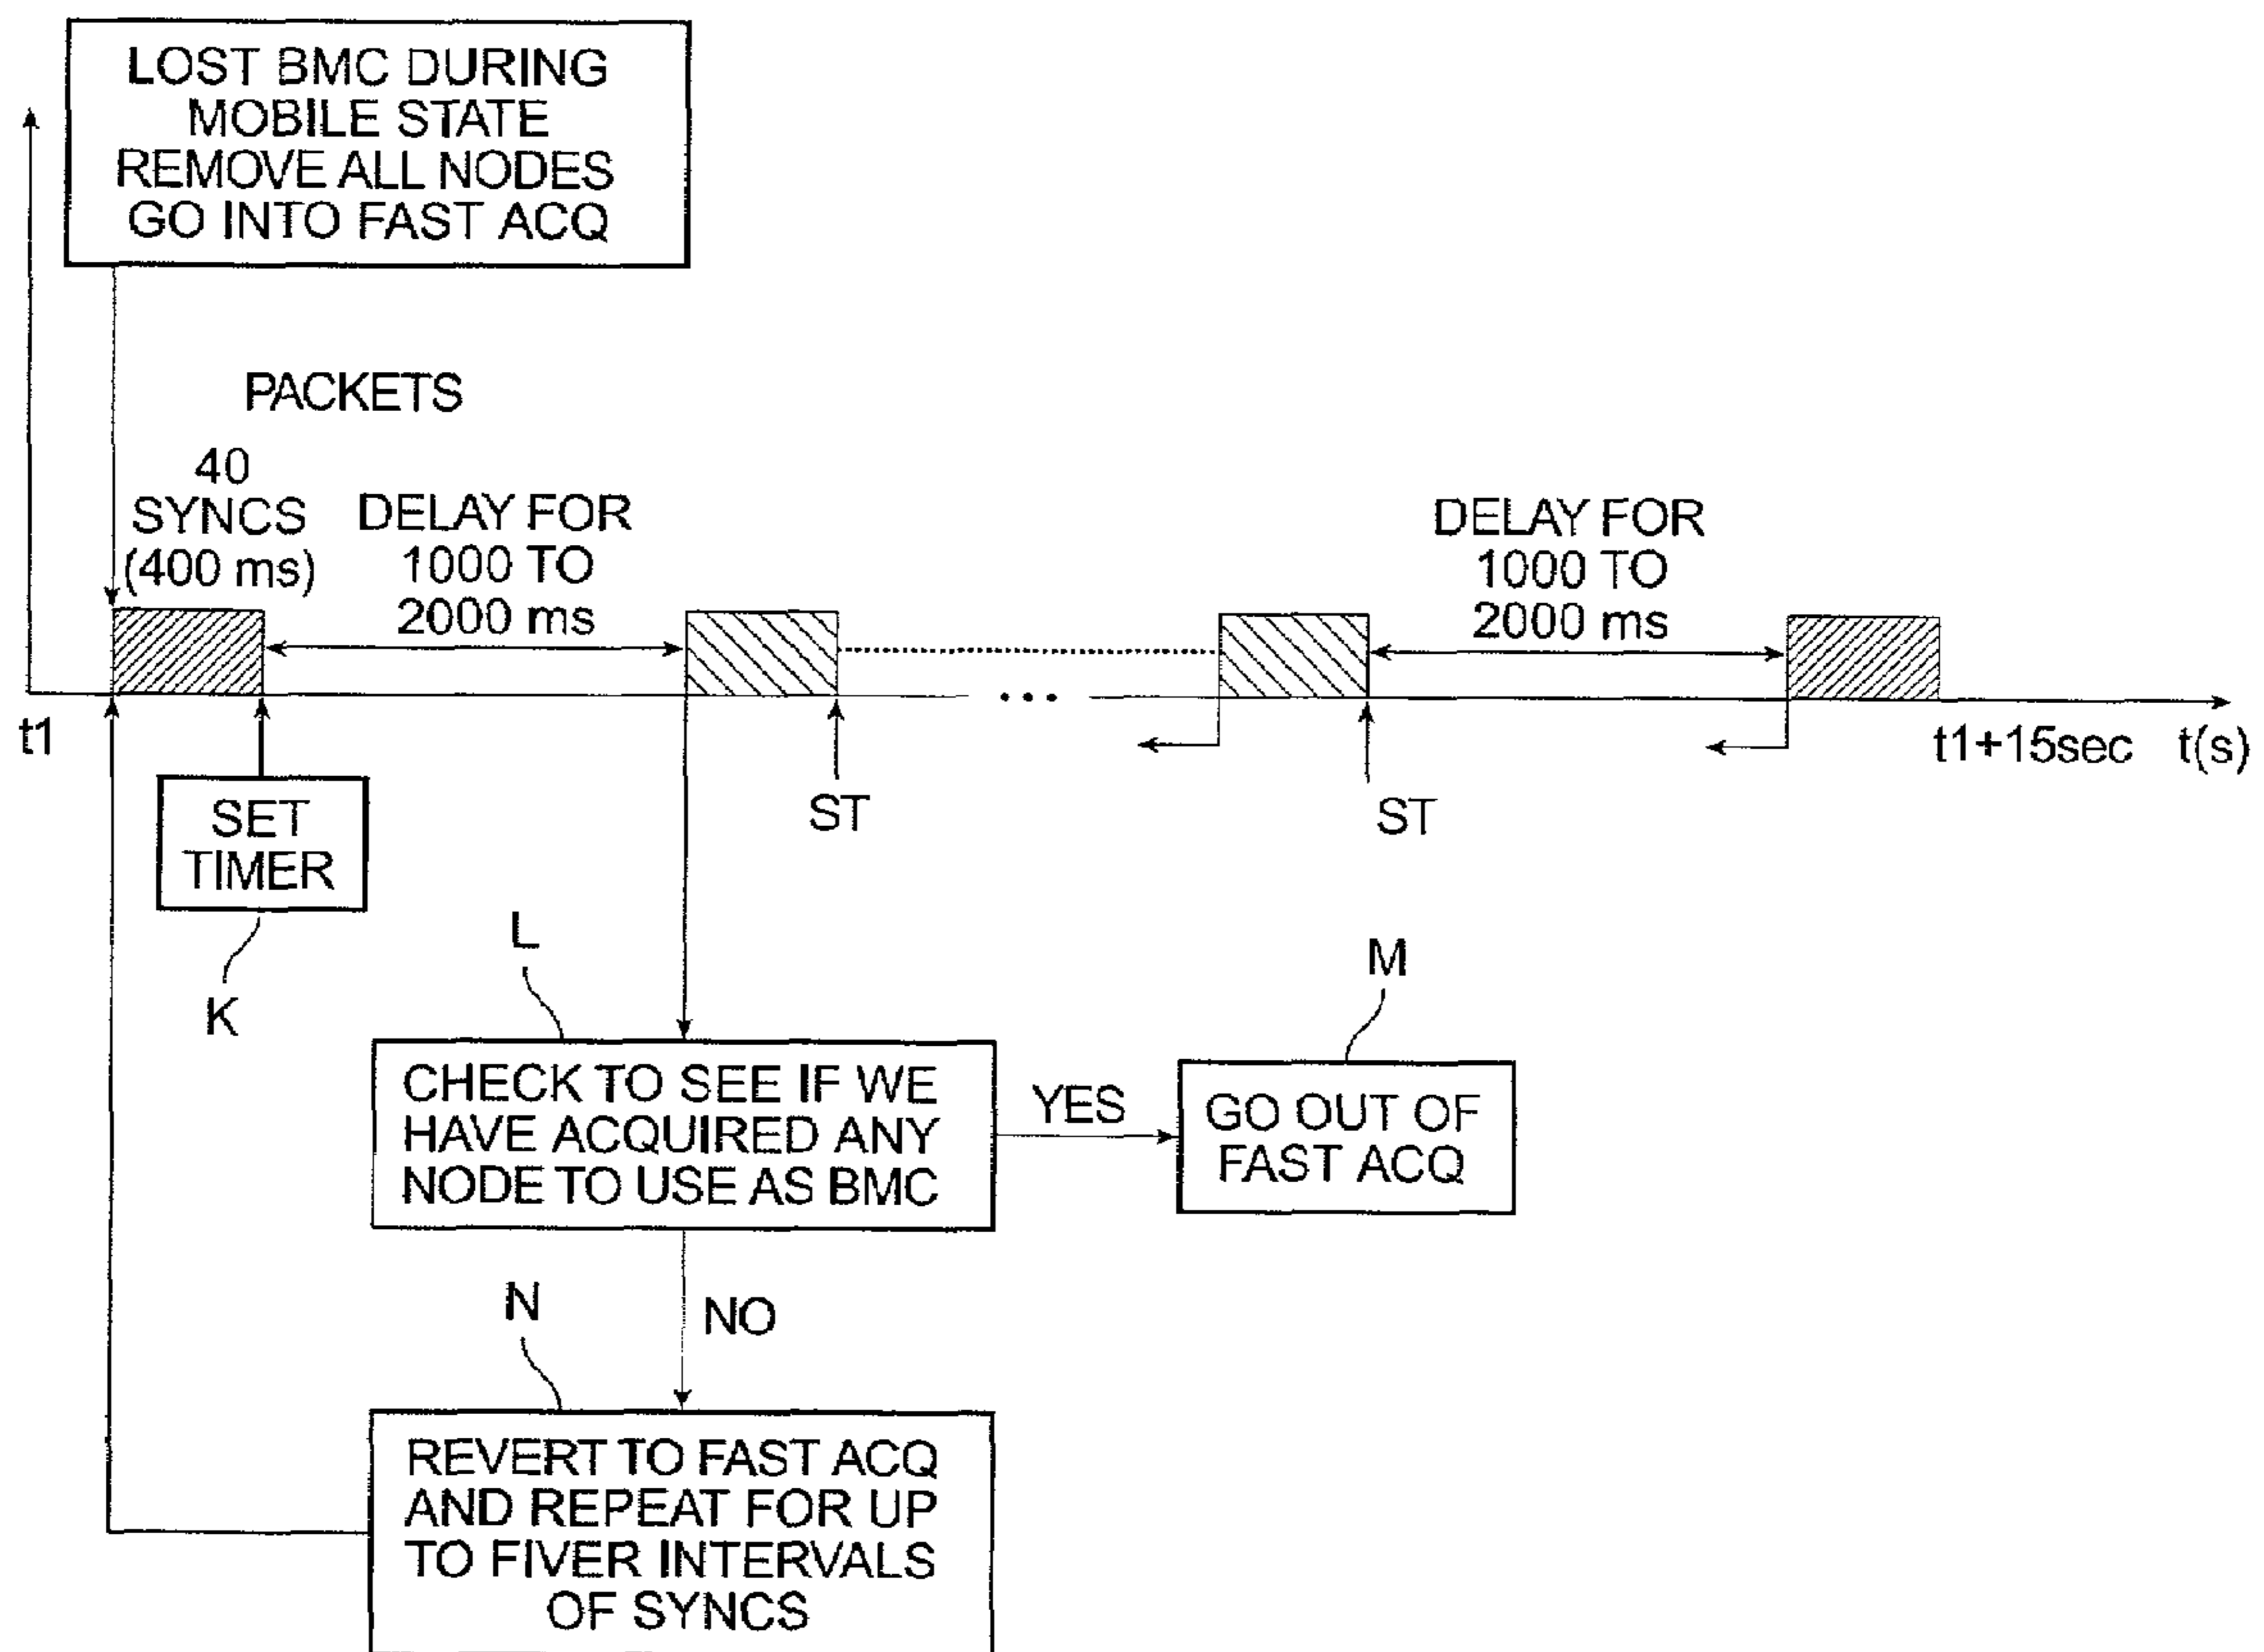 LOST BMC DURING
MOBILE STATE
REMOVE ALL NODES
GO INTO FAST ACQ
PACKETS
40
SYNCS
(400 ms)
DELAY FOR
1000 TO
2000 ms
DELAY FOR
1000 TO
2000 ms
...
t1
t1+15sec
t(s)
SET
TIMER
ST
ST
K
L
M
CHECK TO SEE IF WE
HAVE ACQUIRED ANY
NODE TO USE AS BMC
YES
GO OUT OF
FAST ACQ
N
NO
REVERT TO FAST ACQ
AND REPEAT FOR UP
TO FIVER INTERVALS
OF SYNCS